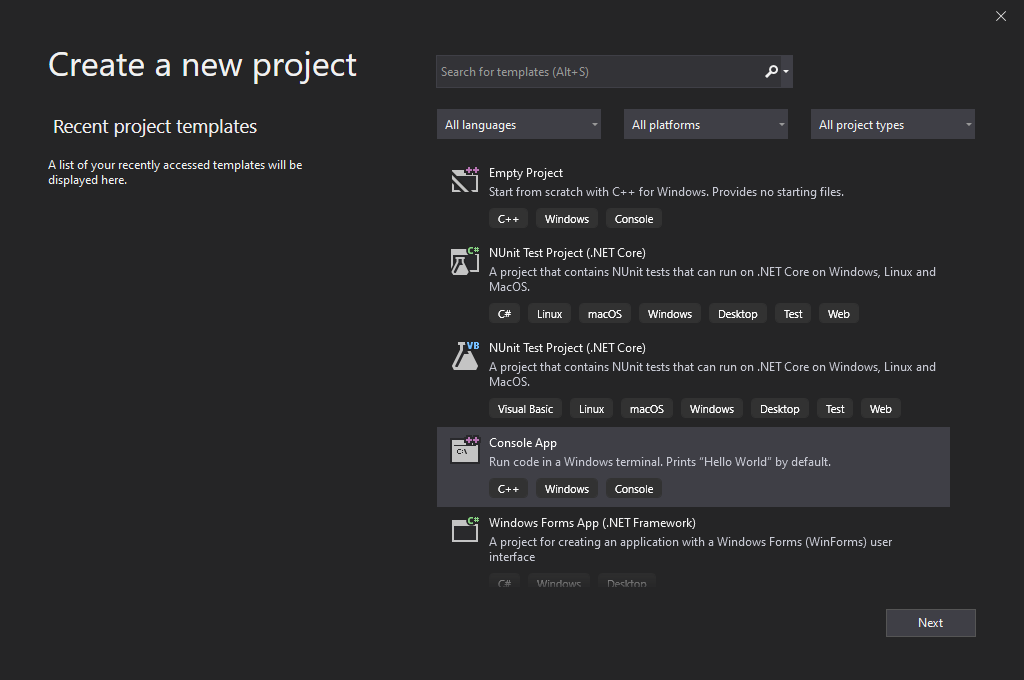 Create a new project
Search for templates (Alt+S)
Recent project templates
A list of your recently accessed templates will be
displayed here.
All languages
All platforms
All project types
++
Empty Project
Start from scratch with C++ for Windows. Provides no starting files.
C++ Windows Console
C#
NUnit Test Project (.NET Core)
A project that contains NUnit tests that can run on .NET Core on Windows, Linux and
MacOS.
C# Linux macOS Windows Desktop Test Web
VB
NUnit Test Project (.NET Core)
A project that contains NUnit tests that can run on .NET Core on Windows, Linux and
MacOS.
Visual Basic Linux macOS Windows Desktop Test Web
++
C:\
Console App
Run code in a Windows terminal. Prints "Hello World" by default.
C++ Windows Console
C#
Windows Forms App (.NET Framework)
A project for creating an application with a Windows Forms (WinForms) user
interface
C# Windows Desktop
Next